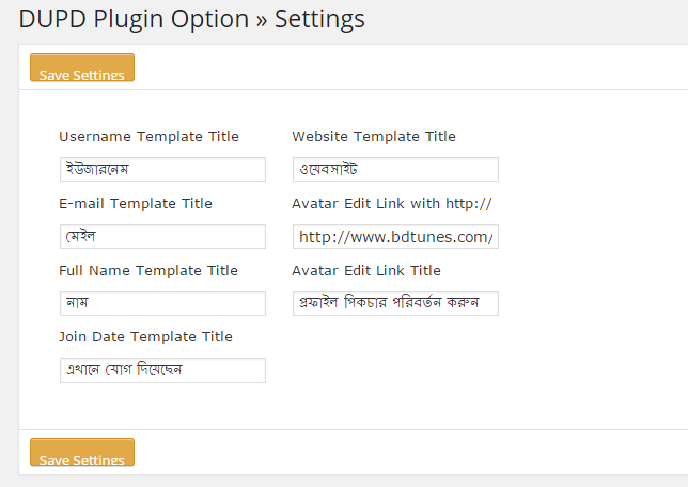 DUPD Plugin Option » Settings
Save Settings
Username Template Title
Website Template Title
ইউজারনেম
ওয়েবসাইট
E-mail Template Title
Avatar Edit Link with http://
মেইল
http://www.bdtunes.com/
Full Name Template Title
Avatar Edit Link Title
নাম
প্রফাইল পিকচার পরিবর্তন করুন
Join Date Template Title
এখানে যোগ দিয়েছেন
Save Settings